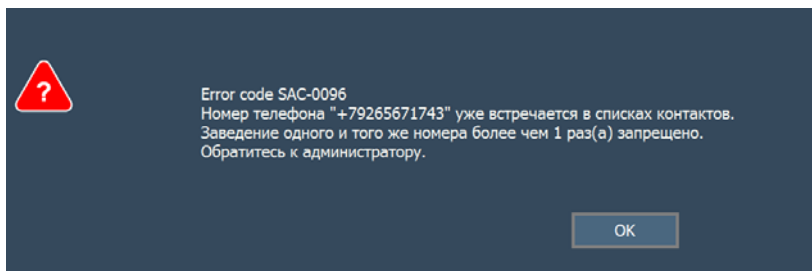 ?
Error code SAC-0096
Номер телефона "+79265671743" уже встречается в списках контактов.
Заведение одного и того же номера более чем 1 раз(а) запрещено.
Обратитесь к администратору.
OK